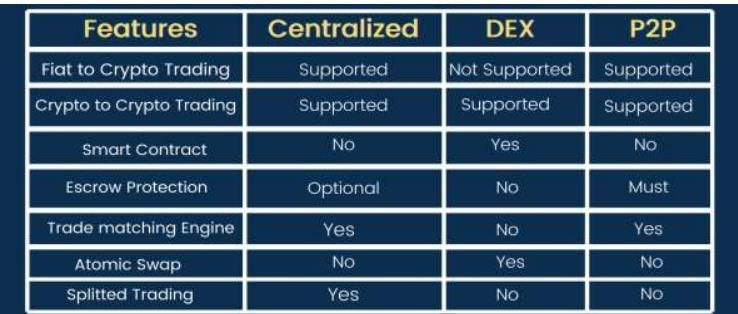 Features Centralized DEX P2P
Fiat to Crypto Trading Supported Not Supported Supported
Crypto to Crypto Trading Supported Supported Supported
Smart Contract No Yes No
Escrow Protection Optional No Must
Trade matching Engine Yes No Yes
Atomic Swap No Yes No
Splitted Trading Yes No No